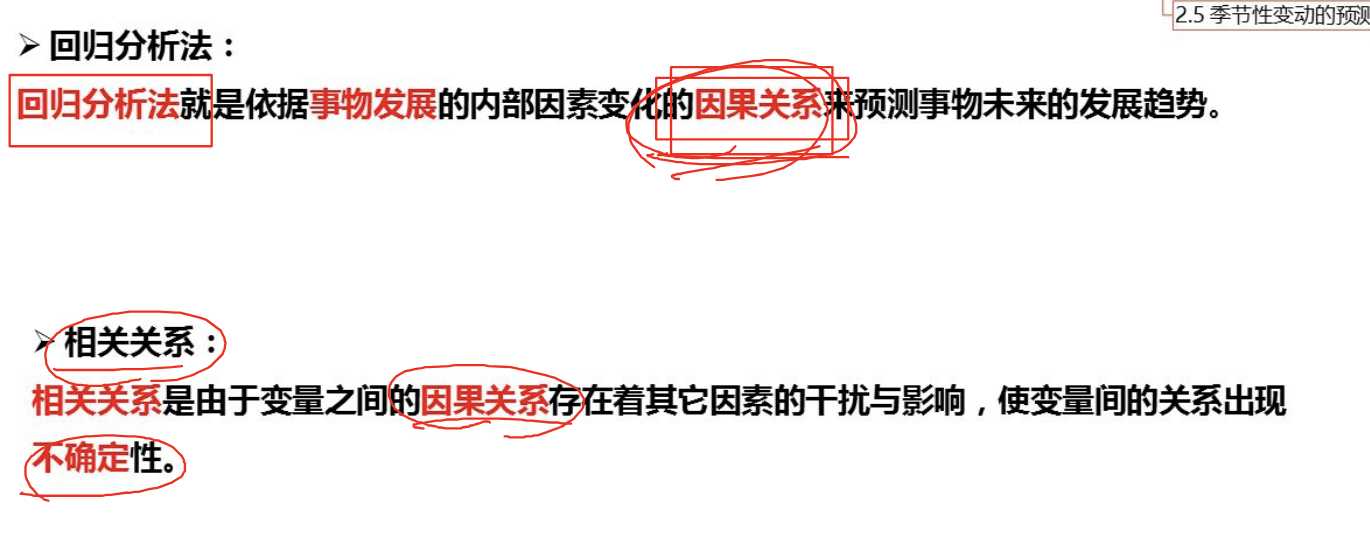 2.5 季节性变动的预测
➢ 回归分析法：
回归分析法就是依据事物发展的内部因素变化的因果关系来预测事物未来的发展趋势。
➢ 相关关系：
相关关系是由于变量之间的因果关系存在着其它因素的干扰与影响，使变量间的关系出现
不确定性。